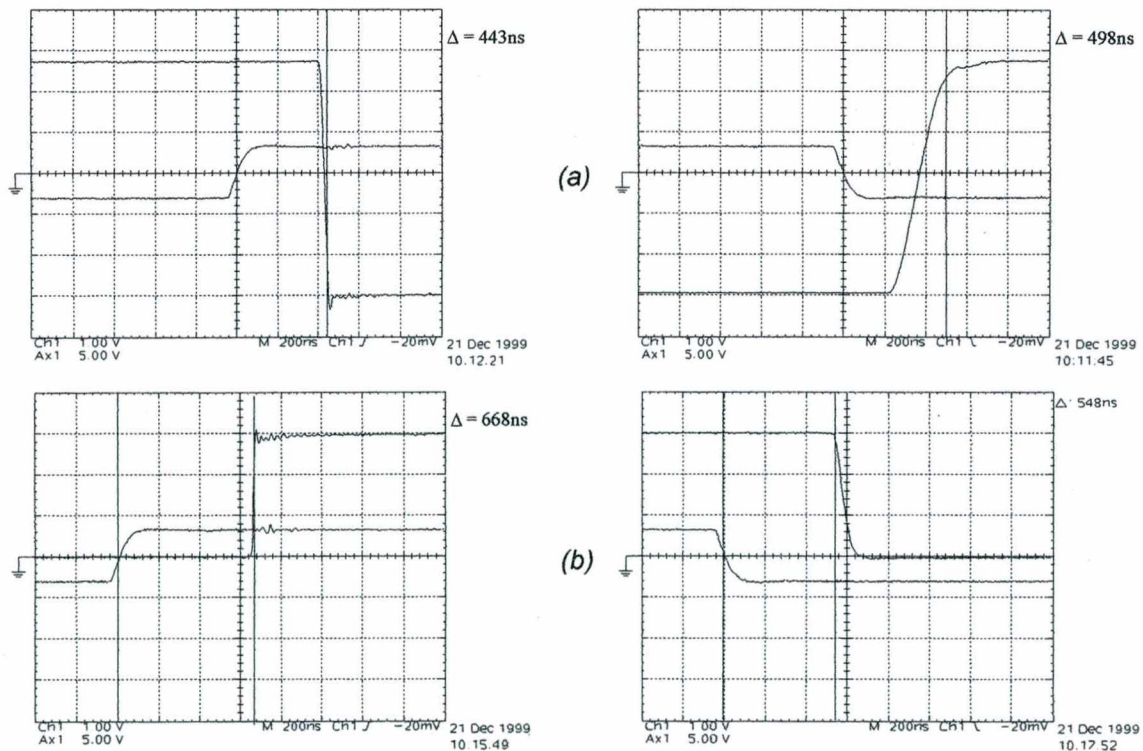 Δ = 443ns
Ch1 1.00 V M 200ns Ch1 -20mV
Ax1 5.00 V
21 Dec 1999
10.12.21
(a)
Δ = 498ns
Ch1 1.00 V M 200ns Ch1 -20mV
Ax1 5.00 V
21 Dec 1999
10:11:45
Δ = 668ns
Ch1 1.00 V M 200ns Ch1 -20mV
Ax1 5.00 V
21 Dec 1999
10.15.49
(b)
Δ· 548ns
Ch1 1.00 V M 200ns Ch1 -20mV
Ax1 5.00 V
21 Dec 1999
10.17.52